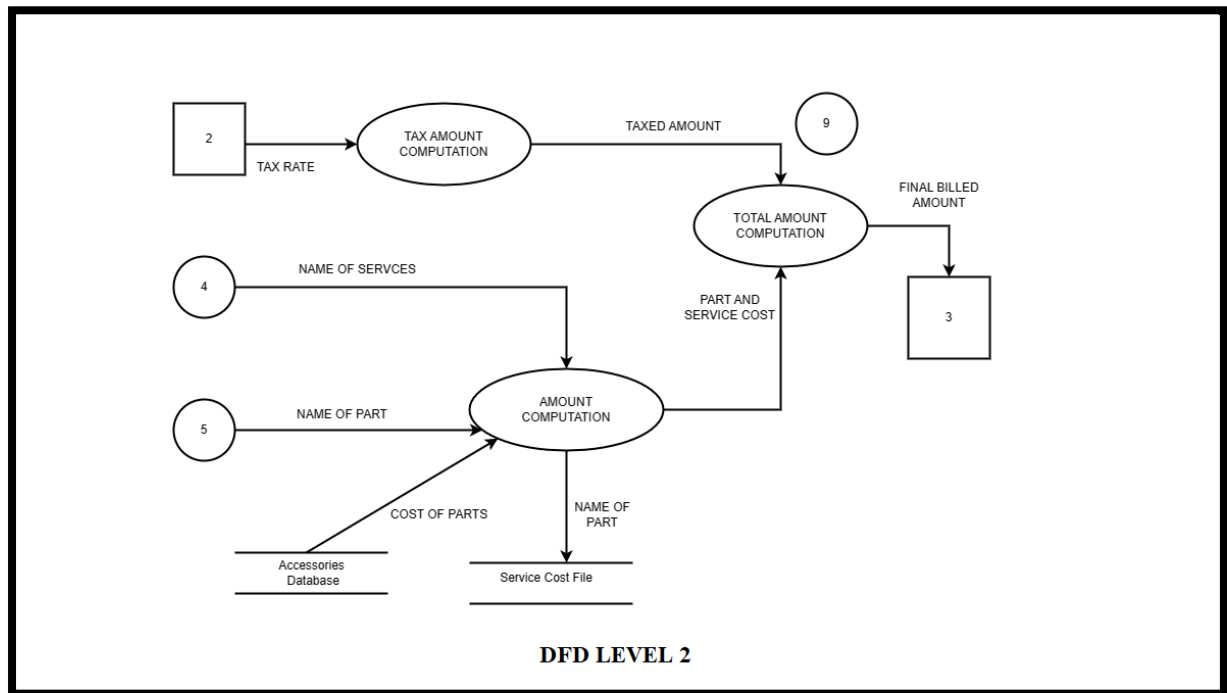 2
TAX RATE
TAX AMOUNT
COMPUTATION
TAXED AMOUNT
9
TOTAL AMOUNT
COMPUTATION
FINAL BILLED
AMOUNT
3
4
NAME OF SERVCES
PART AND
SERVICE COST
5
NAME OF PART
AMOUNT
COMPUTATION
COST OF PARTS
NAME OF
PART
Accessories
Database
Service Cost File
DFD LEVEL 2